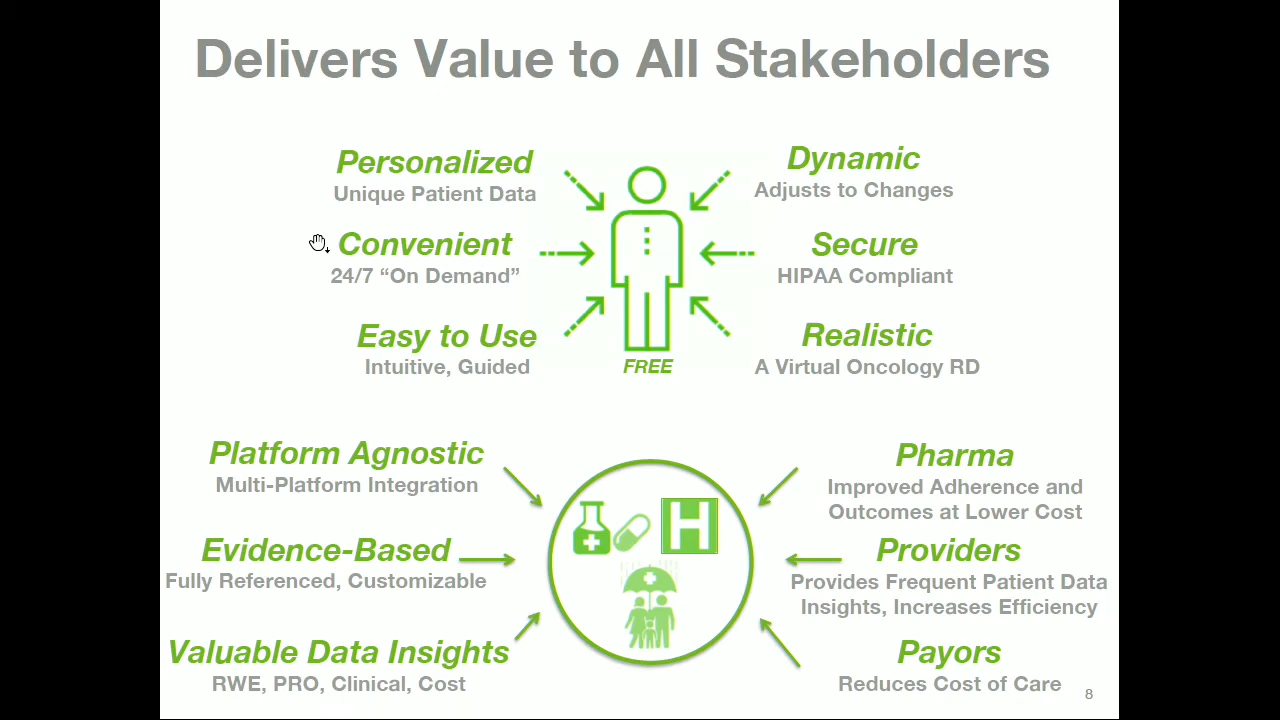 Delivers Value to All Stakeholders
Personalized
Unique Patient Data
Dynamic
Adjusts to Changes
Convenient
24/7 “On Demand”
Secure
HIPAA Compliant
Easy to Use
Intuitive, Guided
FREE
Realistic
A Virtual Oncology RD
Platform Agnostic
Multi-Platform Integration
Pharma
Improved Adherence and
Outcomes at Lower Cost
H
Evidence-Based
Fully Referenced, Customizable
Providers
Provides Frequent Patient Data
Insights, Increases Efficiency
Valuable Data Insights
RWE, PRO, Clinical, Cost
Payors
Reduces Cost of Care
8